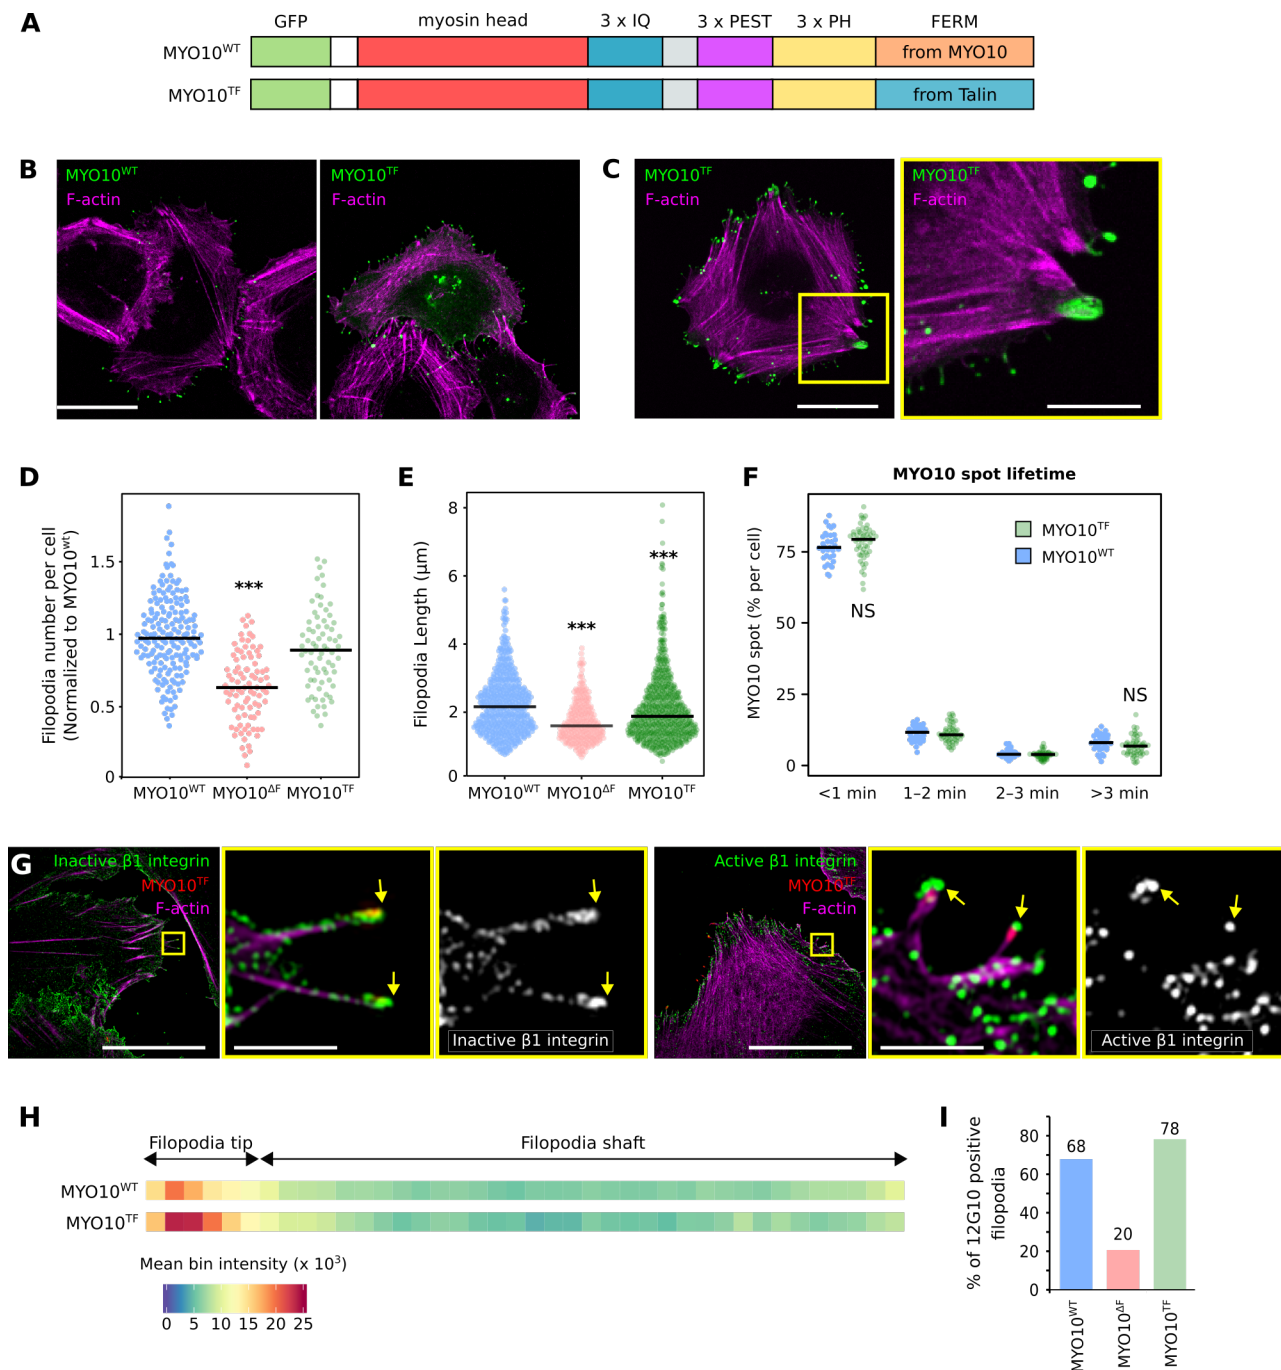 A
GFP
myosin head
3 x IQ
3 x PEST
3 x PH
FERM
MYO10WT
from MYO10
MYO10TF
from Talin
B
MYO10WT
F-actin
MYO10TF
F-actin
C
MYO10TF
F-actin
MYO10TF
F-actin
D
Filopodia number per cell
(Normalized to MYO10wt)
1.5
1
0.5
0
***
MYO10WT
MYO10ΔF
MYO10TF
E
Filopodia Length (µm)
8
6
4
2
0
***
***
MYO10WT
MYO10ΔF
MYO10TF
F
MYO10 spot lifetime
MYO10 spot (% per cell)
75
50
25
0
MYO10TF
MYO10WT
NS
NS
<1 min
1–2 min
2–3 min
>3 min
G
Inactive β1 integrin
MYO10TF
F-actin
Inactive β1 integrin
Active β1 integrin
MYO10TF
F-actin
Active β1 integrin
H
Filopodia tip
Filopodia shaft
MYO10WT
MYO10TF
Mean bin intensity (x 10³)
0 5 10 15 20 25
I
% of 12G10 positive
filopodia
80
60
40
20
0
68
20
78
MYO10WT
MYO10ΔF
MYO10TF